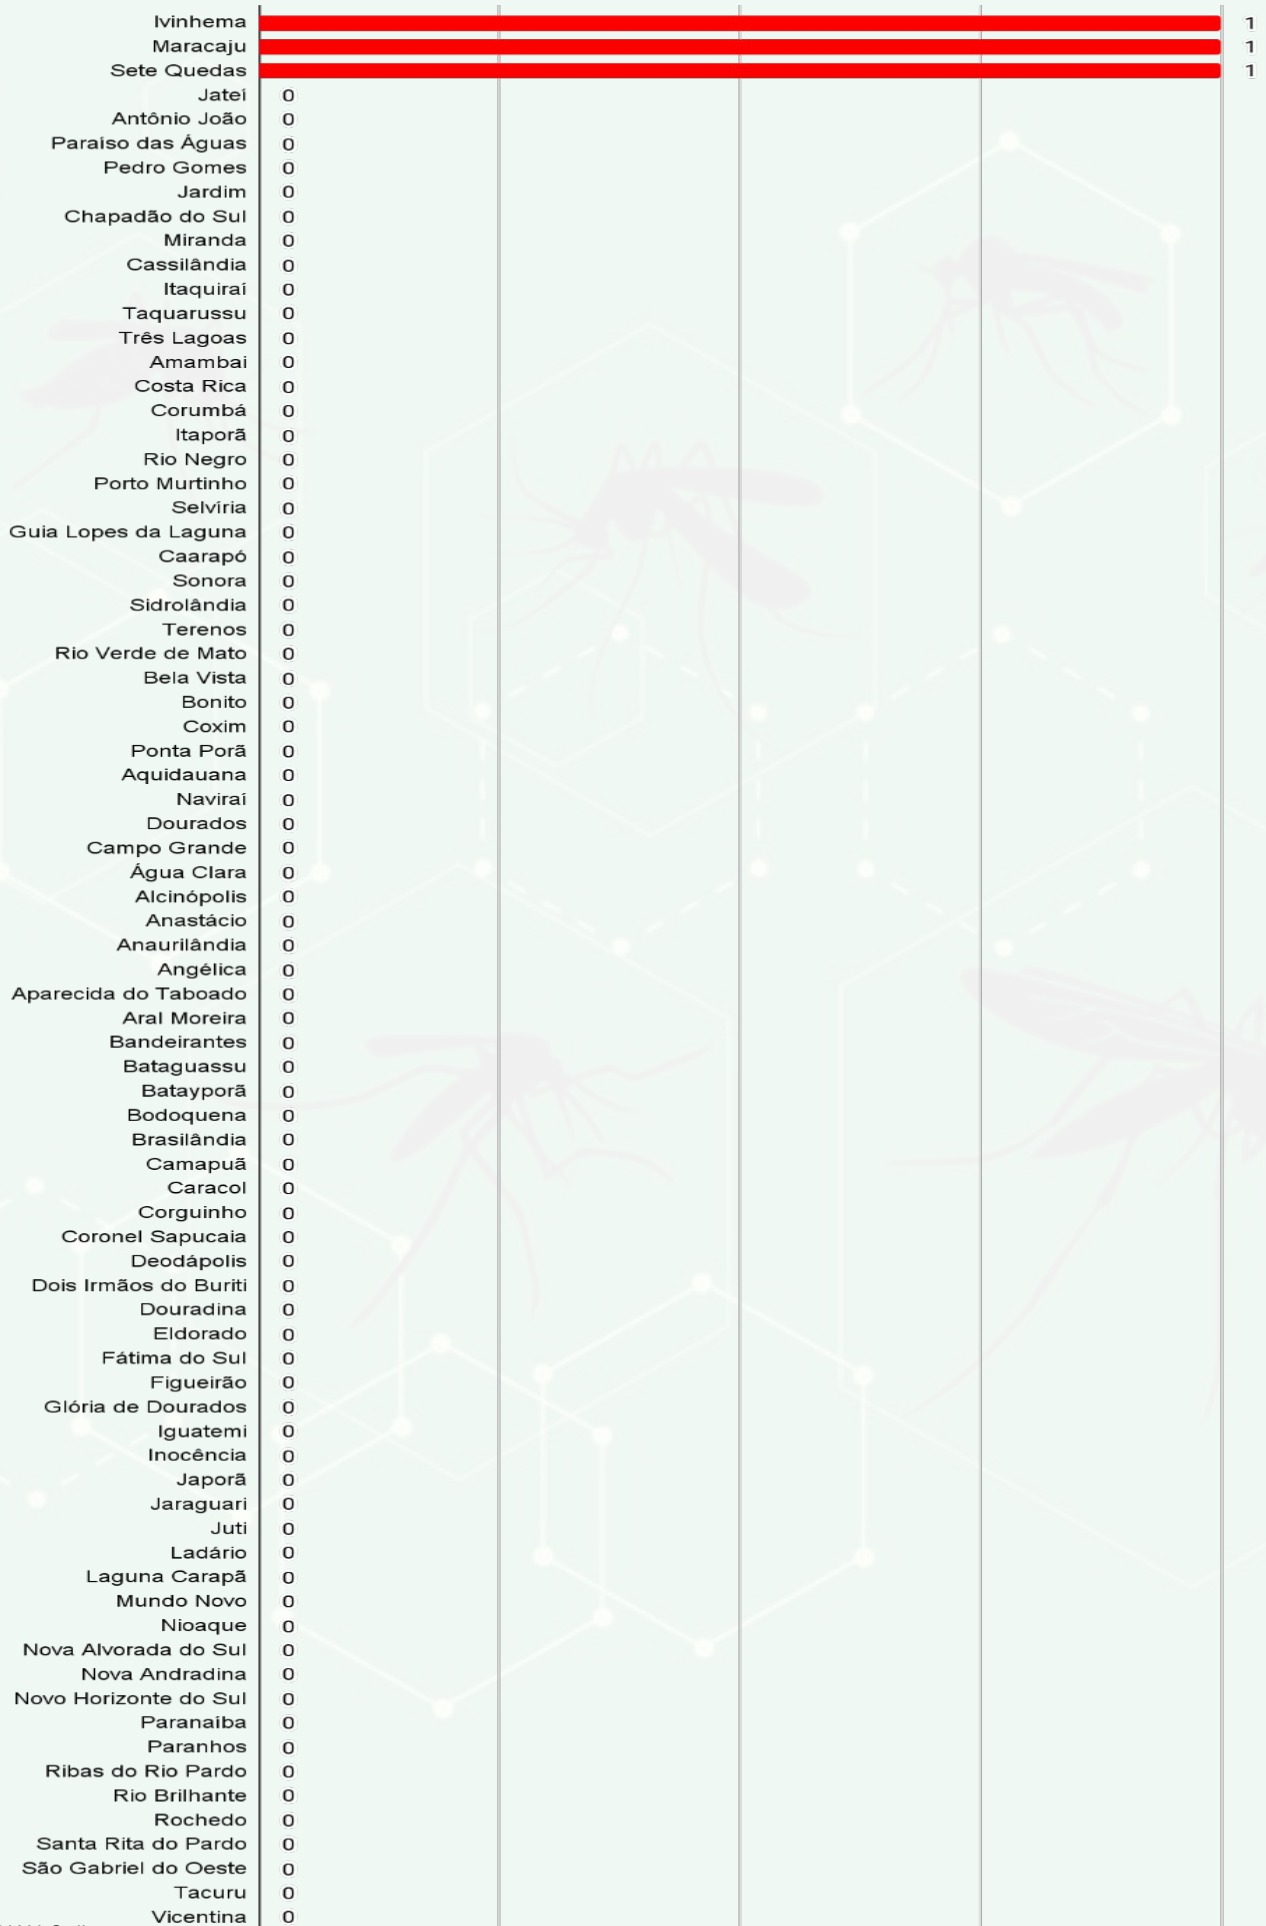 Ivinhema 1
Maracaju 1
Sete Quedas 1
Jateí 0
Antônio João 0
Paraíso das Águas 0
Pedro Gomes 0
Jardim 0
Chapadão do Sul 0
Miranda 0
Cassilândia 0
Itaquiraí 0
Taquarussu 0
Três Lagoas 0
Amambai 0
Costa Rica 0
Corumbá 0
Itaporã 0
Rio Negro 0
Porto Murtinho 0
Selvíria 0
Guia Lopes da Laguna 0
Caarapó 0
Sonora 0
Sidrolândia 0
Terenos 0
Rio Verde de Mato 0
Bela Vista 0
Bonito 0
Coxim 0
Ponta Porã 0
Aquidauana 0
Naviraí 0
Dourados 0
Campo Grande 0
Água Clara 0
Alcinópolis 0
Anastácio 0
Anaurilândia 0
Angélica 0
Aparecida do Taboado 0
Aral Moreira 0
Bandeirantes 0
Bataguassu 0
Batayporã 0
Bodoquena 0
Brasilândia 0
Camapuã 0
Caracol 0
Corguinho 0
Coronel Sapucaia 0
Deodápolis 0
Dois Irmãos do Buriti 0
Douradina 0
Eldorado 0
Fátima do Sul 0
Figueirão 0
Glória de Dourados 0
Iguatemi 0
Inocência 0
Japorã 0
Jaraguari 0
Juti 0
Ladário 0
Laguna Carapã 0
Mundo Novo 0
Nioaque 0
Nova Alvorada do Sul 0
Nova Andradina 0
Novo Horizonte do Sul 0
Paranaíba 0
Paranhos 0
Ribas do Rio Pardo 0
Rio Brilhante 0
Rochedo 0
Santa Rita do Pardo 0
São Gabriel do Oeste 0
Tacuru 0
Vicentina 0